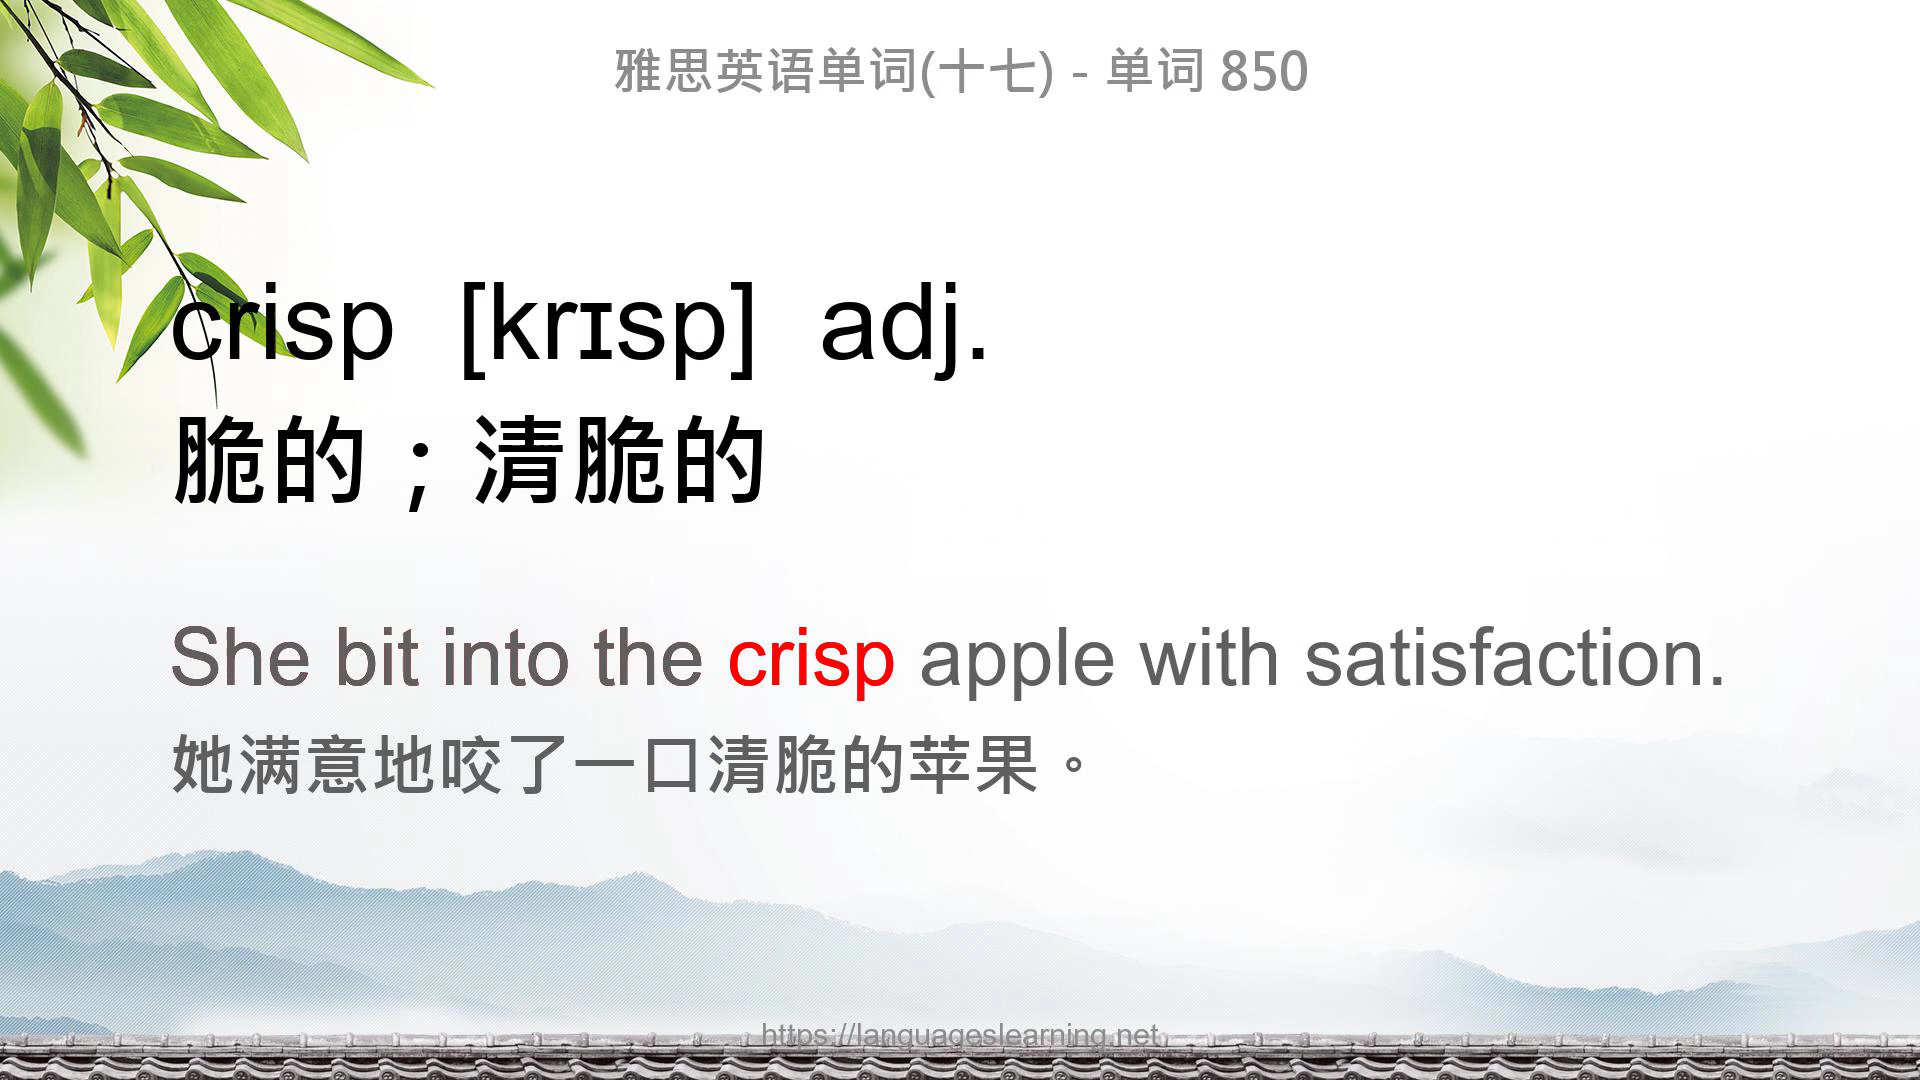 雅思英语单词(十七) - 单词 850
crisp [krɪsp] adj.
脆的；清脆的
She bit into the crisp apple with satisfaction.
她满意地咬了一口清脆的苹果。
https://languageslearning.net